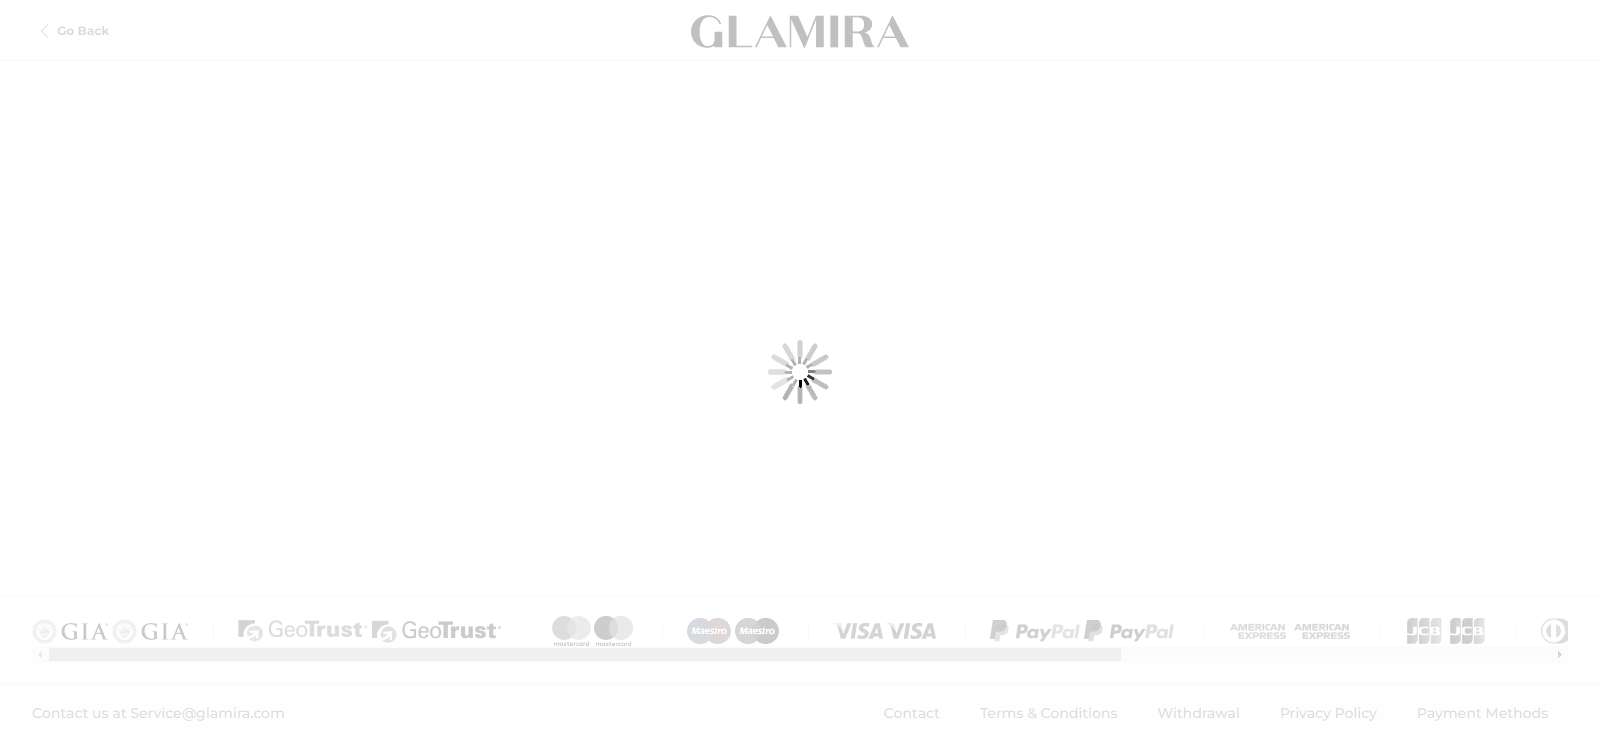 Go Back
GLAMIRA
GIA GIA GeoTrust GeoTrust mastercard mastercard Maestro Maestro VISA VISA PayPal PayPal AMERICAN EXPRESS AMERICAN EXPRESS JCB JCB
Contact us at Service@glamira.com Contact Terms & Conditions Withdrawal Privacy Policy Payment Methods